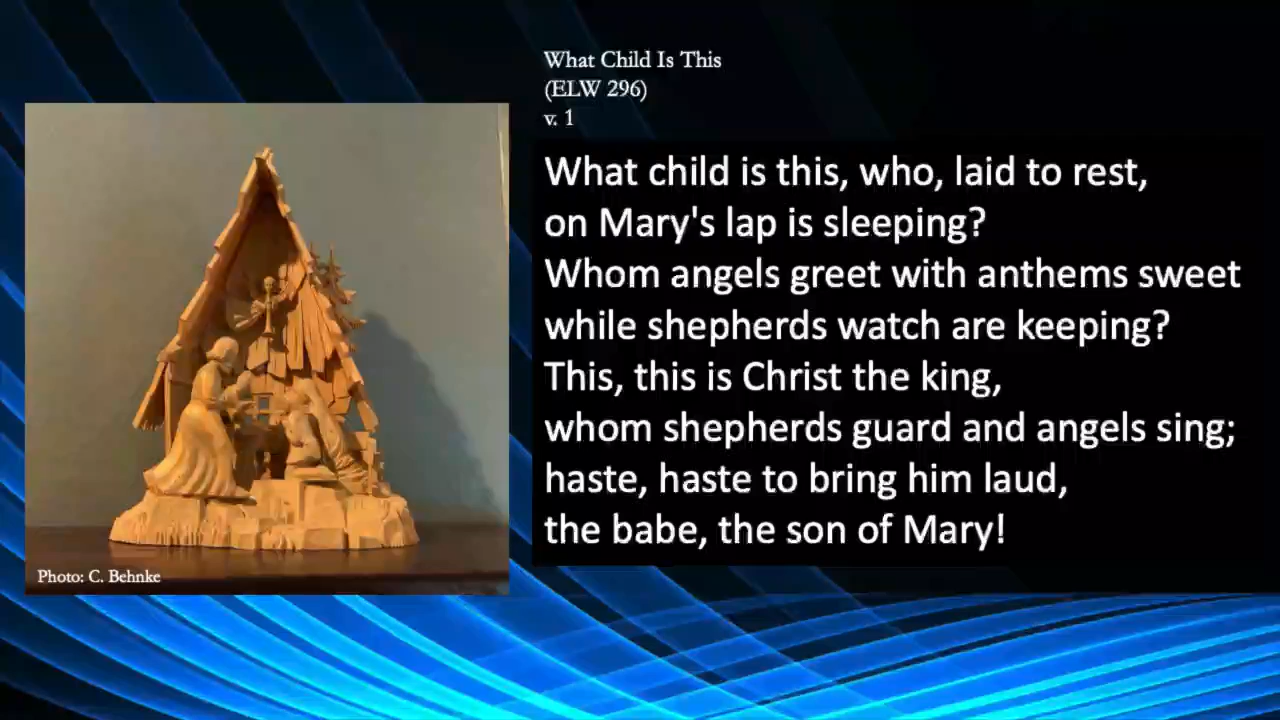 What Child Is This
(ELW 296)
v. 1
What child is this, who, laid to rest,
on Mary's lap is sleeping?
Whom angels greet with anthems sweet
while shepherds watch are keeping?
This, this is Christ the king,
whom shepherds guard and angels sing;
haste, haste to bring him laud,
the babe, the son of Mary!
Photo: C. Behnke